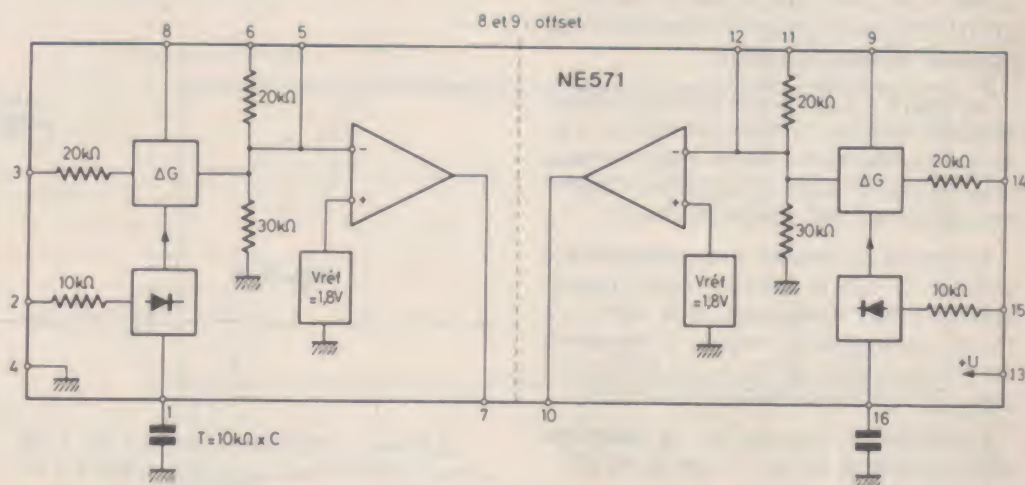 8 et 9 : offset
8
6
5
12
11
9
NE571
20kΩ
20kΩ
3
20kΩ
ΔG
−
+
−
+
ΔG
20kΩ
14
30kΩ
30kΩ
Vréf
=1,8V
Vréf
=1,8V
2
10kΩ
10kΩ
15
4
+U
13
1
7
10
16
T=10kΩ x C